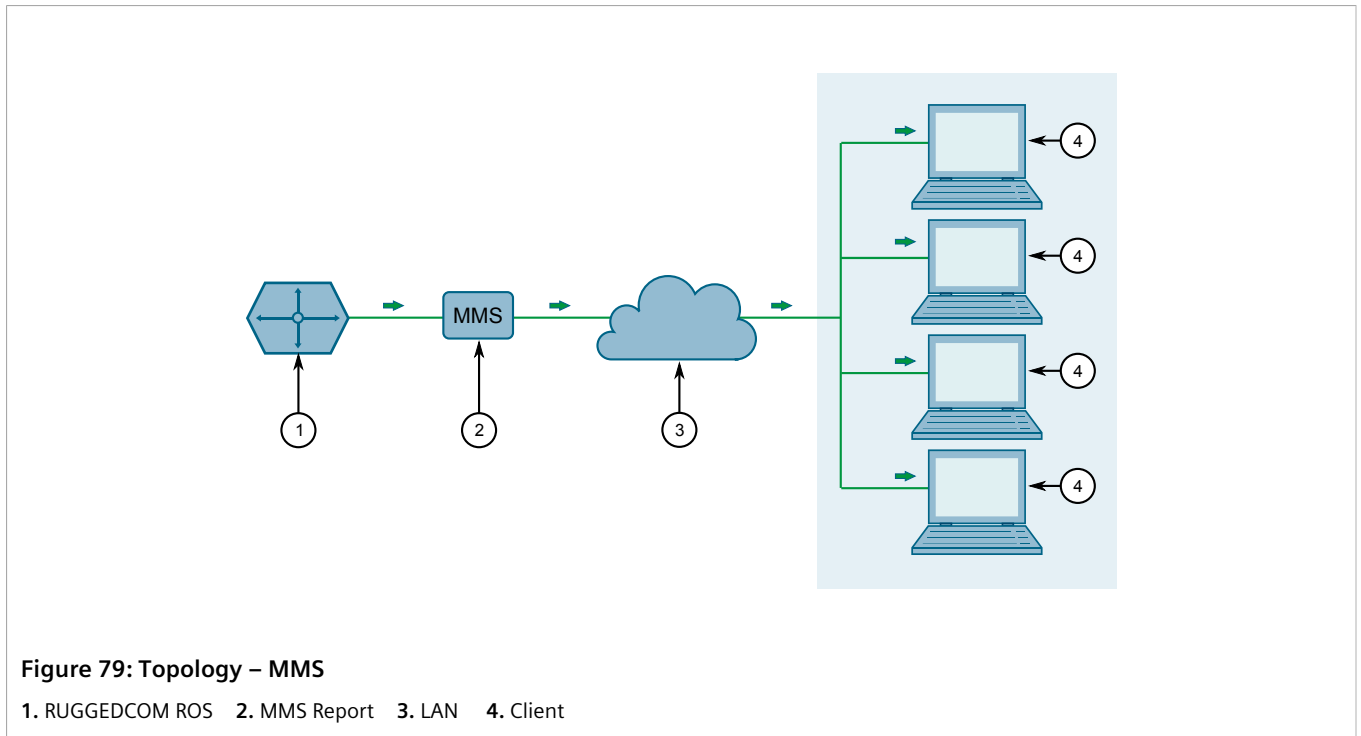 4
4
MMS
4
1
2
3
4
Figure 79: Topology – MMS
1. RUGGEDCOM ROS 2. MMS Report 3. LAN 4. Client